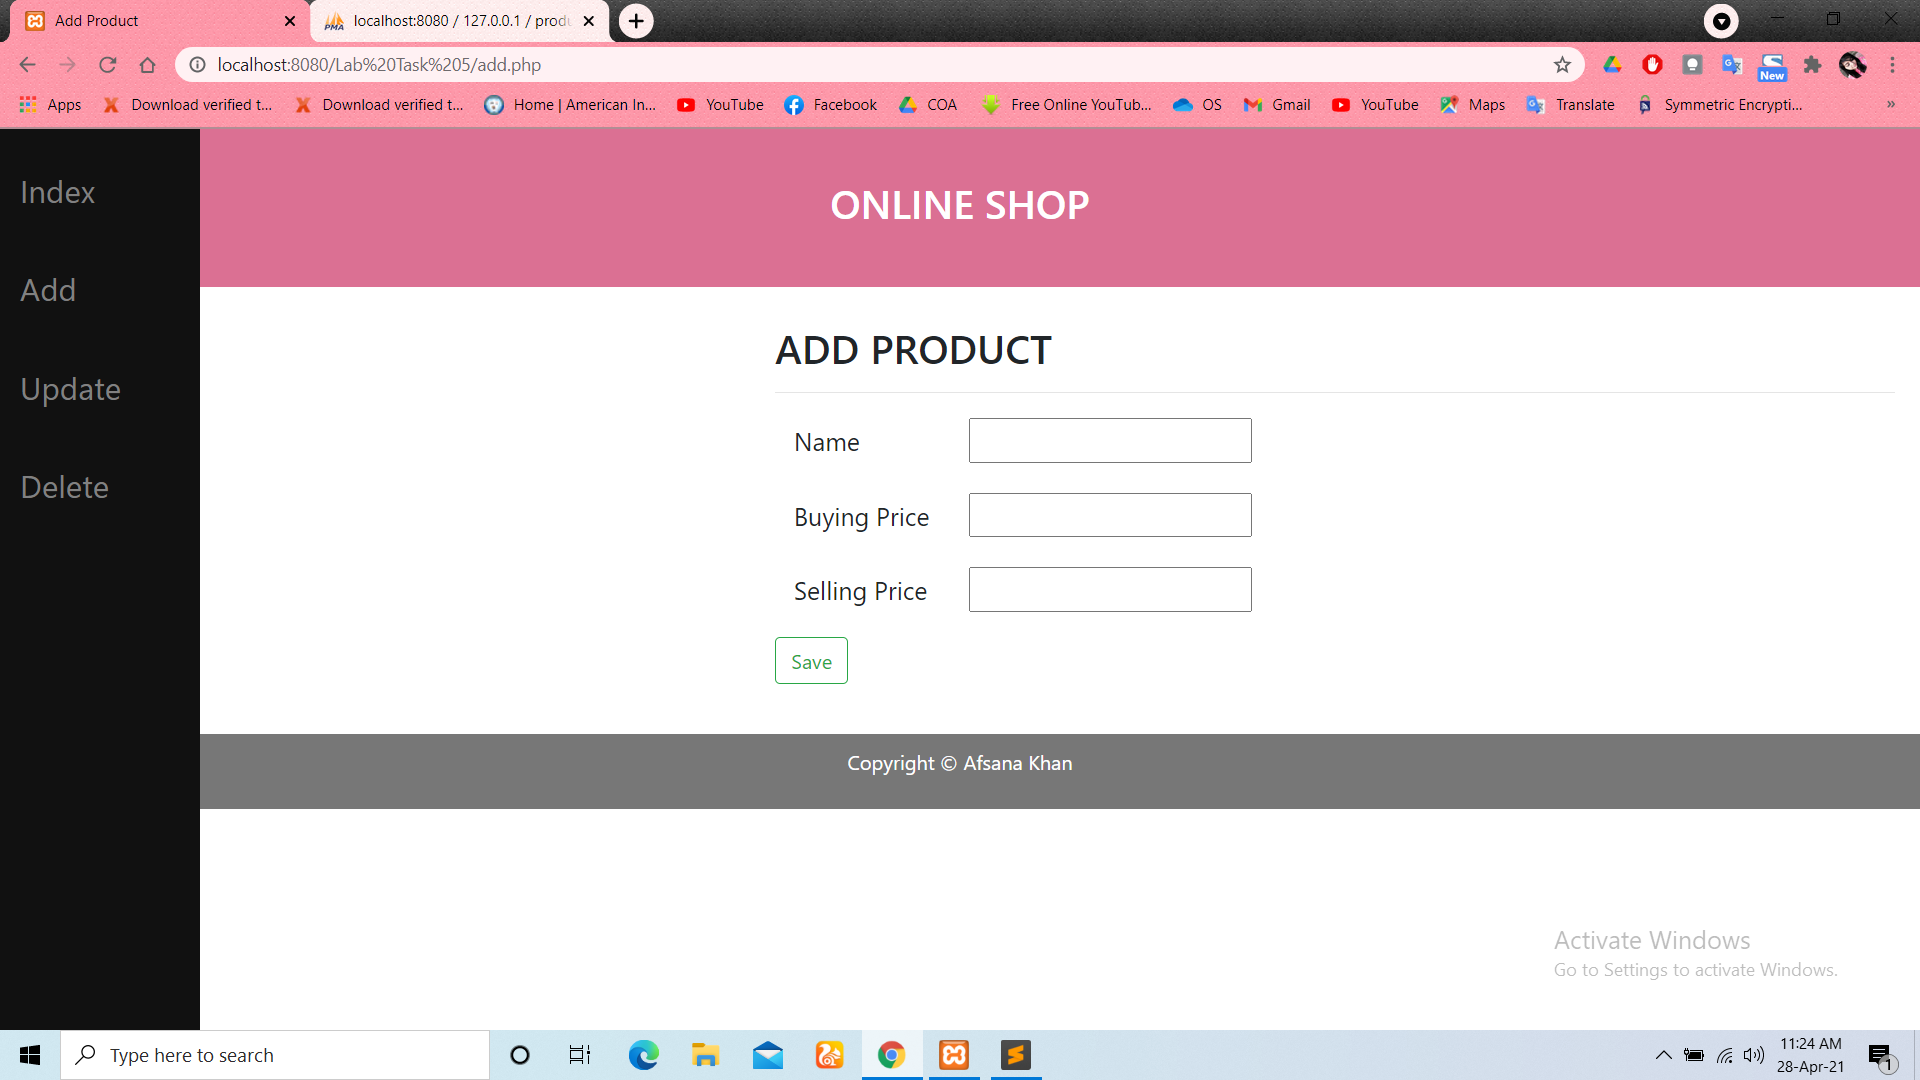 Add Product
localhost:8080 / 127.0.0.1 / produ
localhost:8080/Lab%20Task%205/add.php
New
Apps
Download verified t...
Download verified t...
Home | American In...
YouTube
Facebook
COA
Free Online YouTub...
OS
Gmail
YouTube
Maps
Translate
Symmetric Encrypti...
»
Index
Add
Update
Delete
ONLINE SHOP
ADD PRODUCT
Name
Buying Price
Selling Price
Save
Copyright © Afsana Khan
Activate Windows
Go to Settings to activate Windows.
Type here to search
11:24 AM
28-Apr-21
1